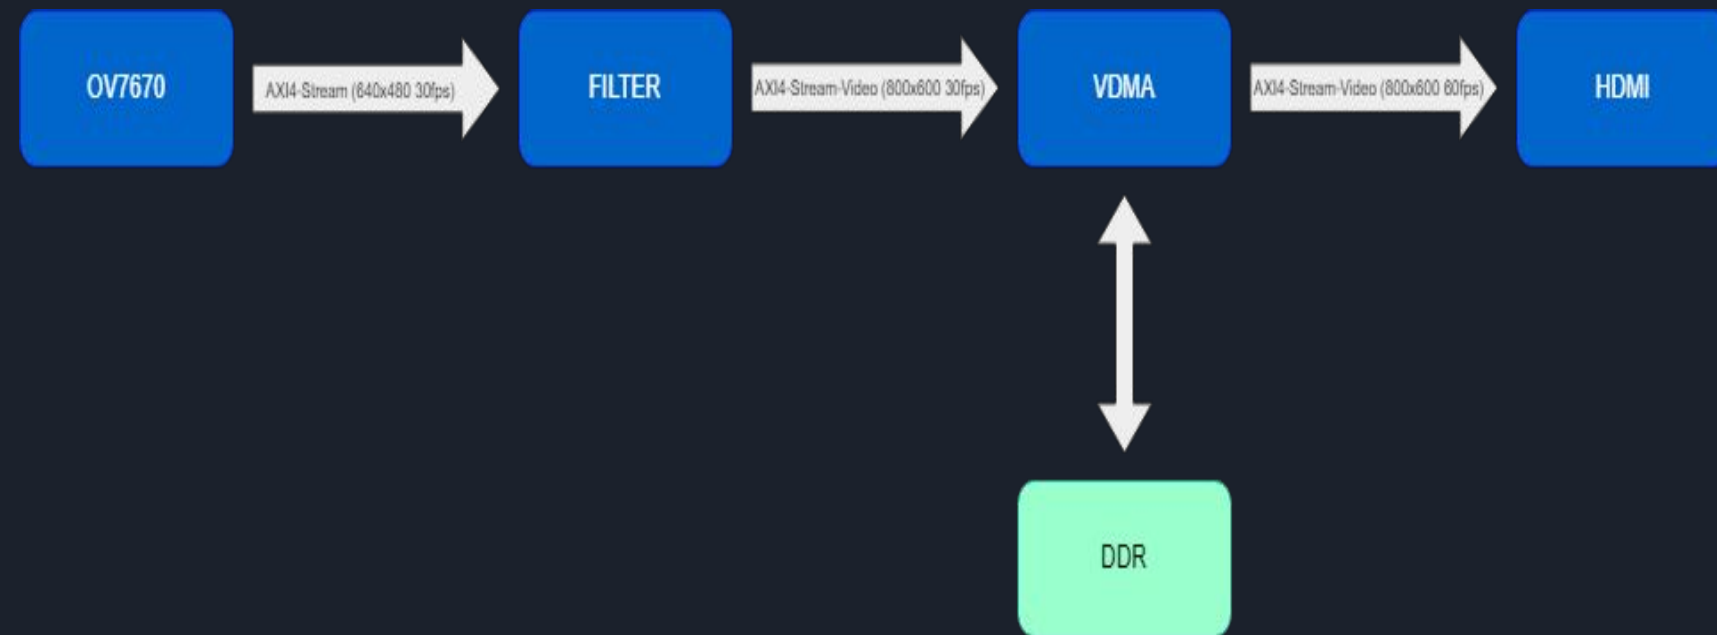 OV7670
AXI4-Stream (640x480 30fps)
FILTER
AXI4-Stream-Video (800x600 30fps)
VDMA
AXI4-Stream-Video (800x600 60fps)
HDMI
DDR